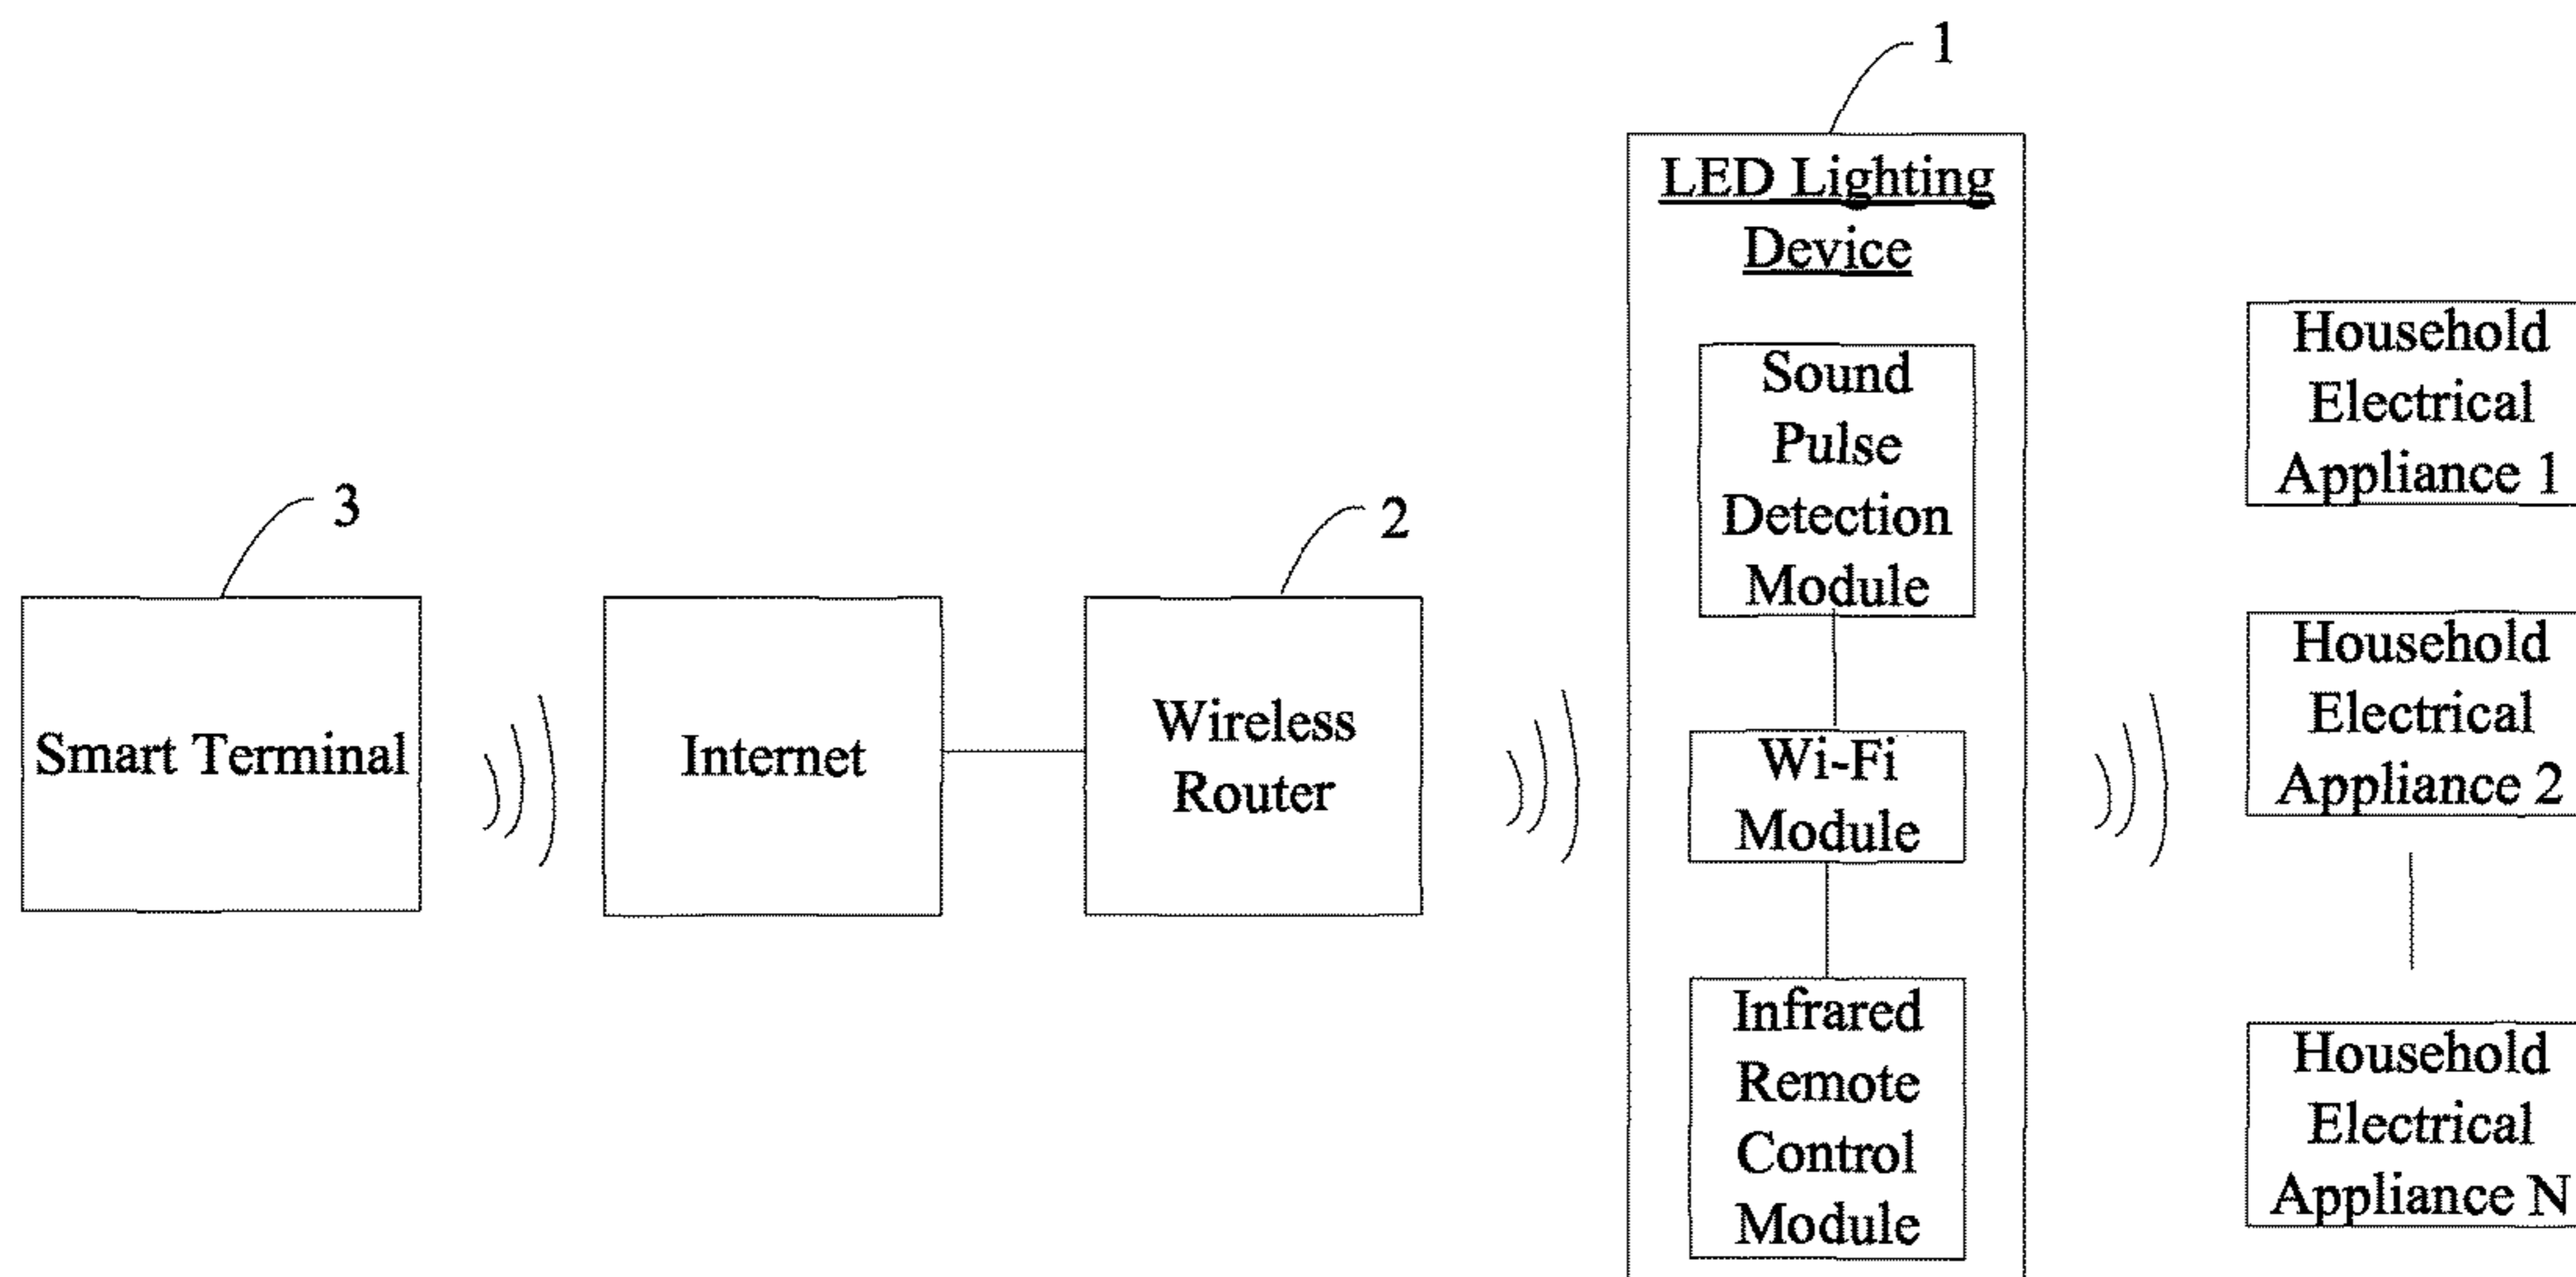 3
Smart Terminal
Internet
2
Wireless
Router
1
LED Lighting
Device
Sound
Pulse
Detection
Module
Wi-Fi
Module
Infrared
Remote
Control
Module
Household
Electrical
Appliance 1
Household
Electrical
Appliance 2
Household
Electrical
Appliance N